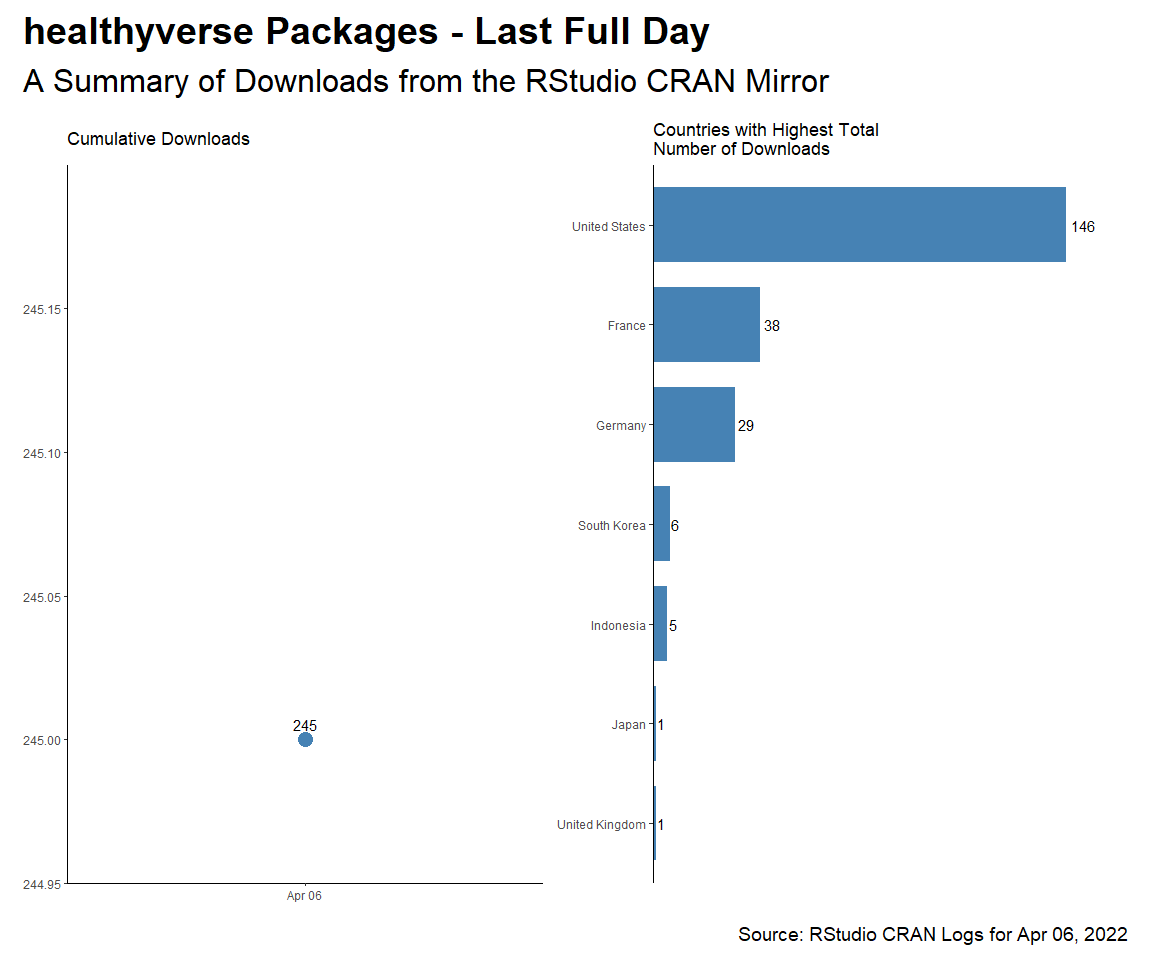 healthyverse Packages - Last Full Day
A Summary of Downloads from the RStudio CRAN Mirror
Cumulative Downloads
245.15
245.10
245.05
245.00
244.95
245
Apr 06
Countries with Highest Total
Number of Downloads
United States
146
France
38
Germany
29
South Korea
6
Indonesia
5
Japan
1
United Kingdom
1
Source: RStudio CRAN Logs for Apr 06, 2022